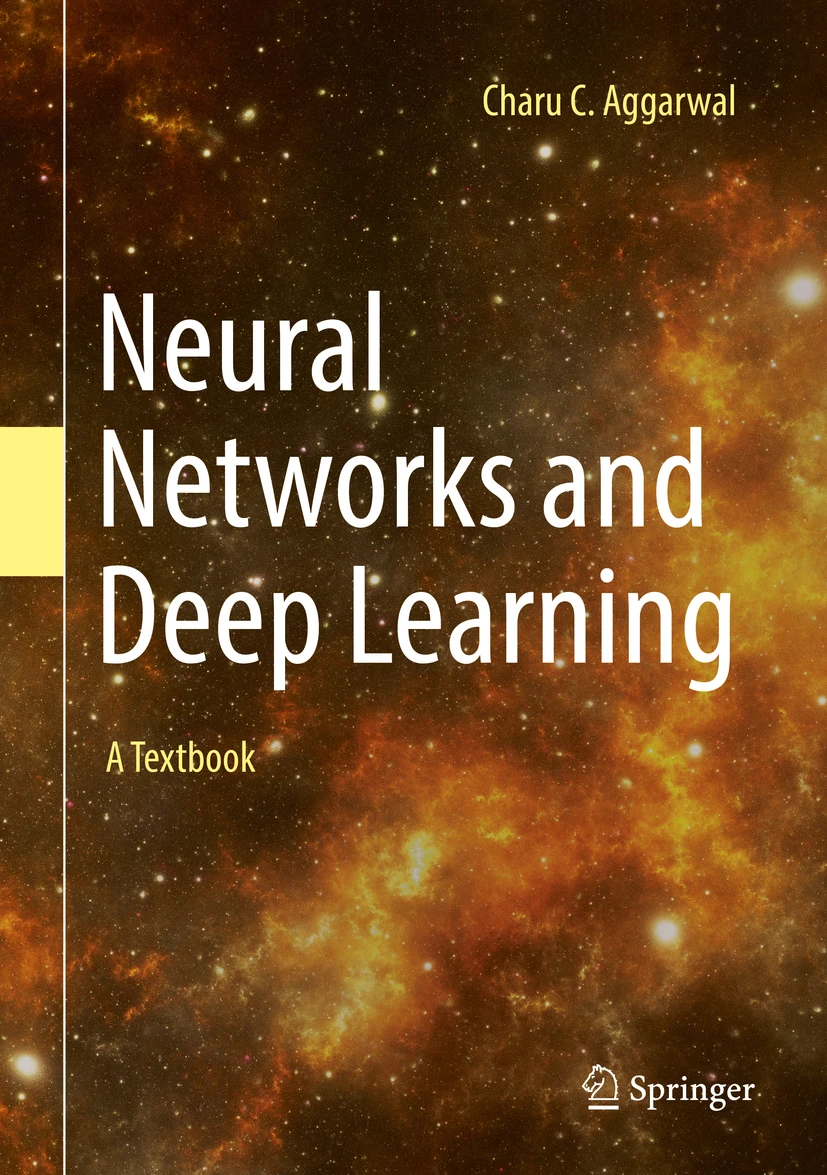 Charu C. Aggarwal
Neural
Networks and
Deep Learning
A Textbook
Springer